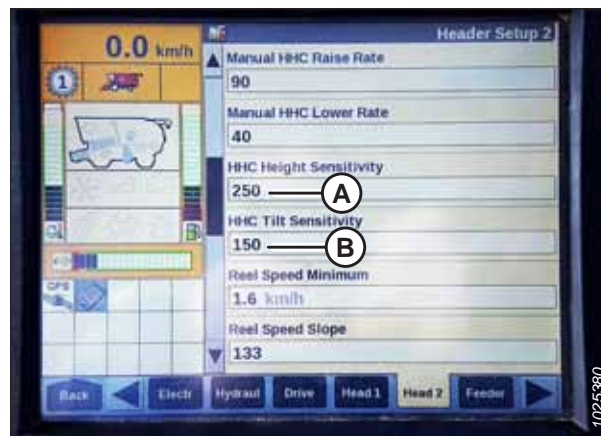 0.0 km/h
Header Setup 2
1
Manual HHC Raise Rate
90
Manual HHC Lower Rate
40
HHC Height Sensitivity
250
A
HHC Tilt Sensitivity
150
B
Reel Speed Minimum
1.6 km/h
Reel Speed Slope
133
GPS
Back
Electr
Hydraul
Drive
Head 1
Head 2
Feeder
1025380